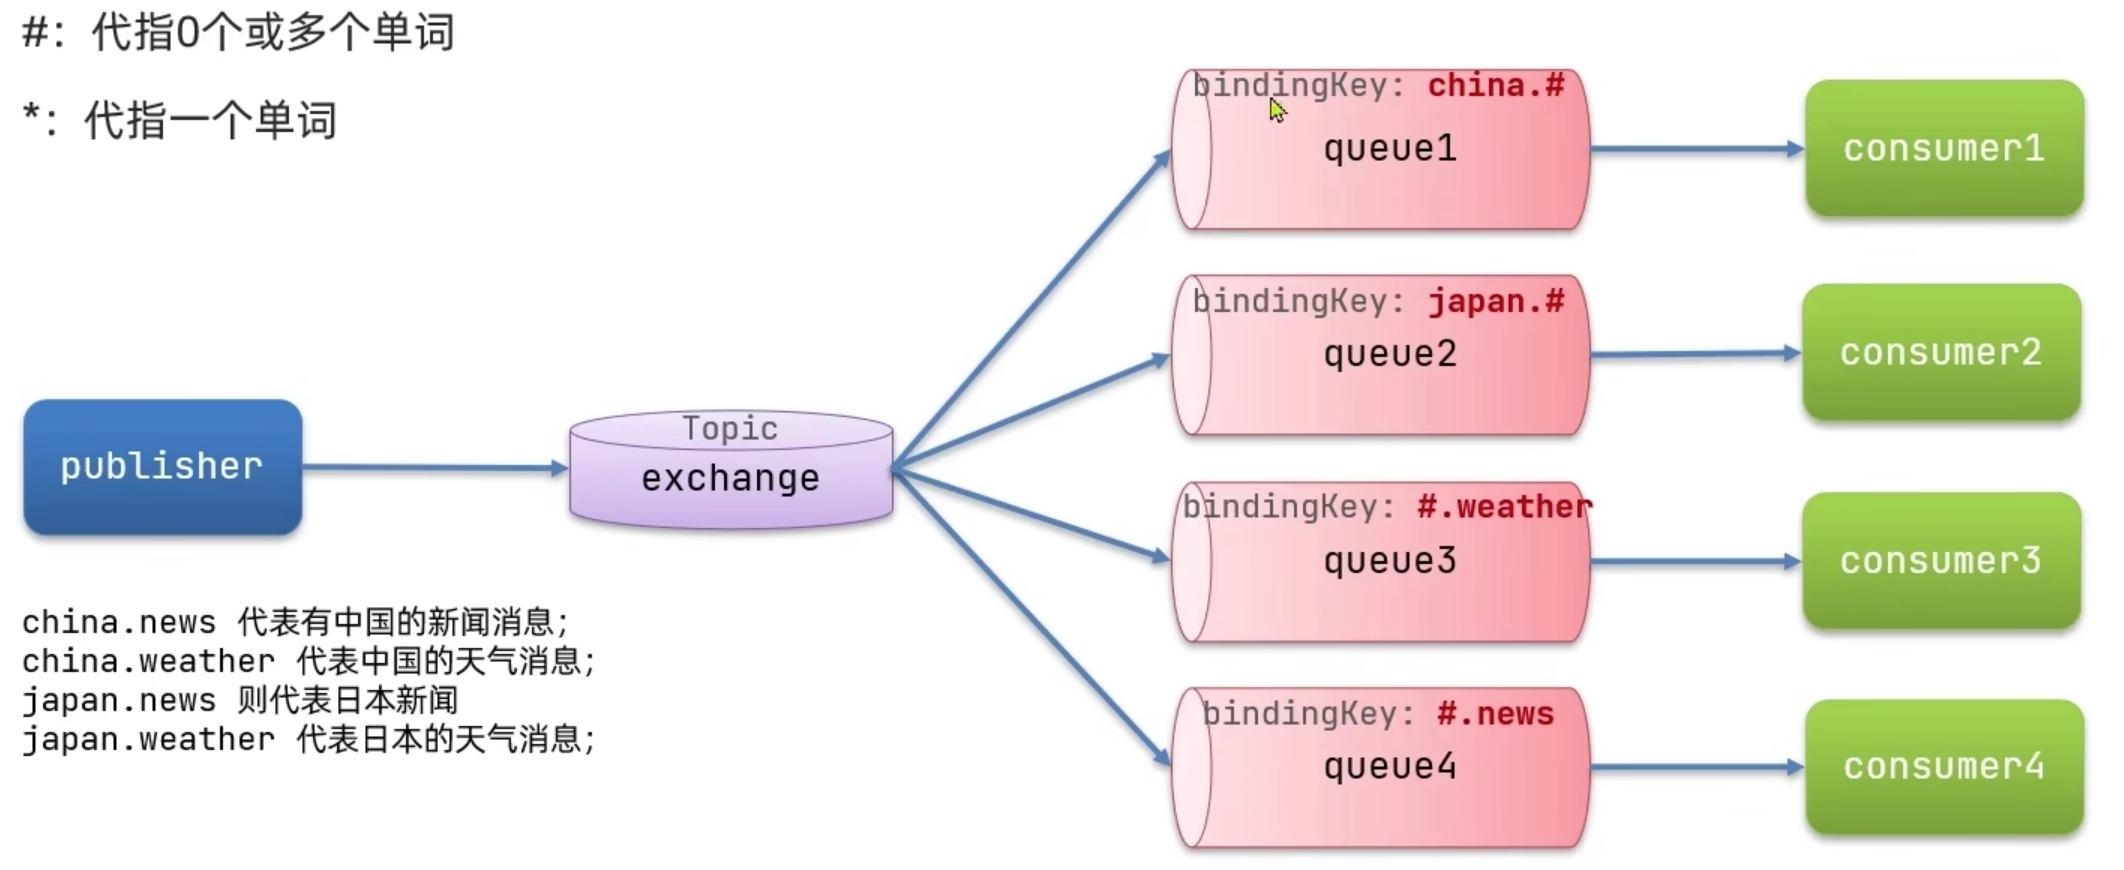 #：代指0个或多个单词
*：代指一个单词
bindingKey: china.#
queue1
consumer1
bindingKey: japan.#
queue2
consumer2
publisher
Topic
exchange
bindingKey: #.weather
queue3
consumer3
bindingKey: #.news
queue4
consumer4
china.news 代表有中国的新闻消息；
china.weather 代表中国的天气消息；
japan.news 则代表日本新闻
japan.weather 代表日本的天气消息；